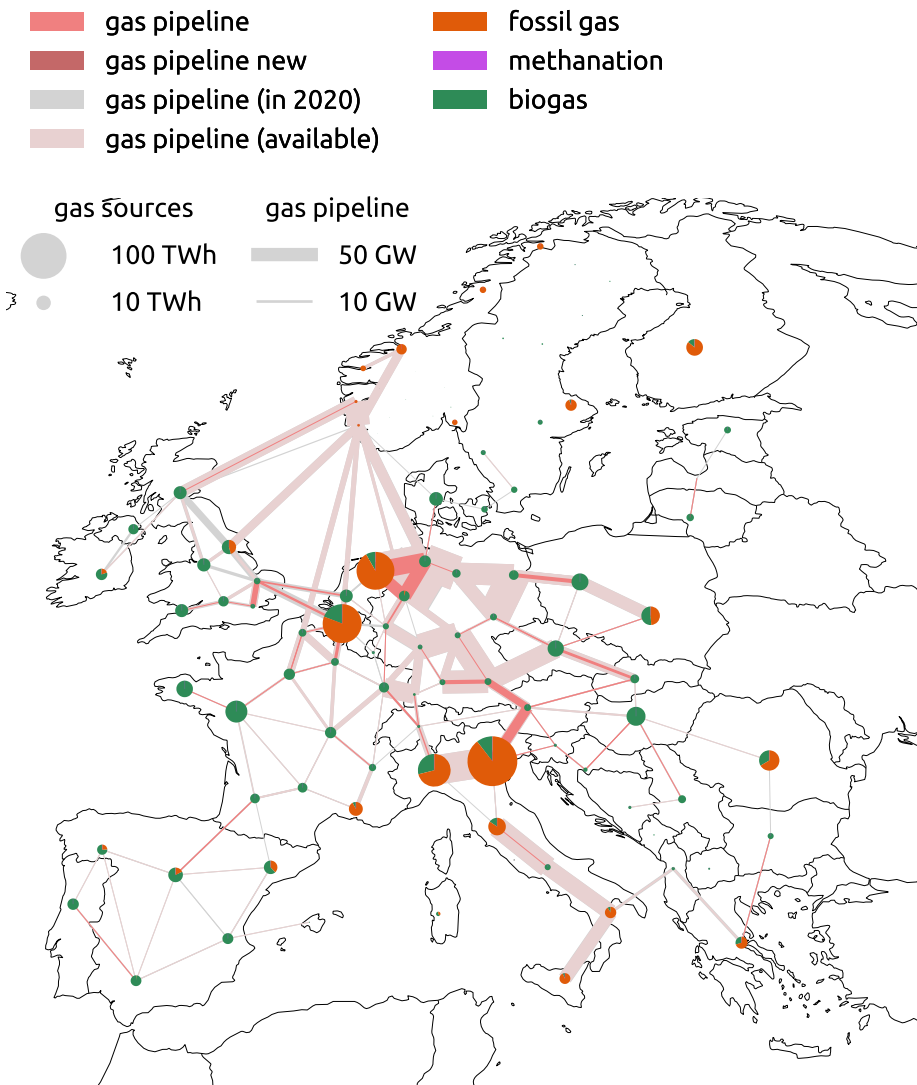 gas pipeline
gas pipeline new
gas pipeline (in 2020)
gas pipeline (available)
fossil gas
methanation
biogas
gas sources
100 TWh
10 TWh
gas pipeline
50 GW
10 GW